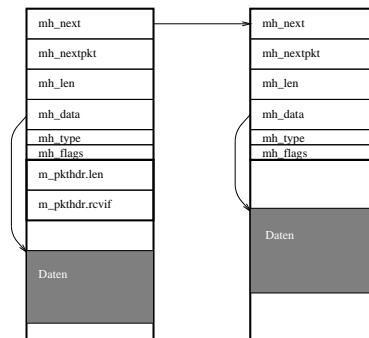 mh_next
mh_nextpkt
mh_len
mh_data
mh_type
mh_flags
m_pkthdr.len
m_pkthdr.rcvif
Daten
mh_next
mh_nextpkt
mh_len
mh_data
mh_type
mh_flags
Daten